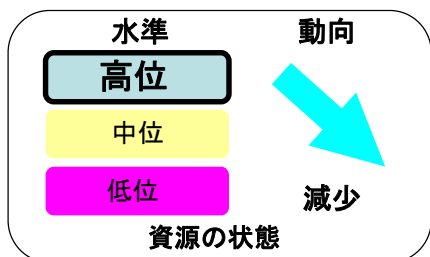 水準 動向
高位
中位
低位
減少
資源の状態